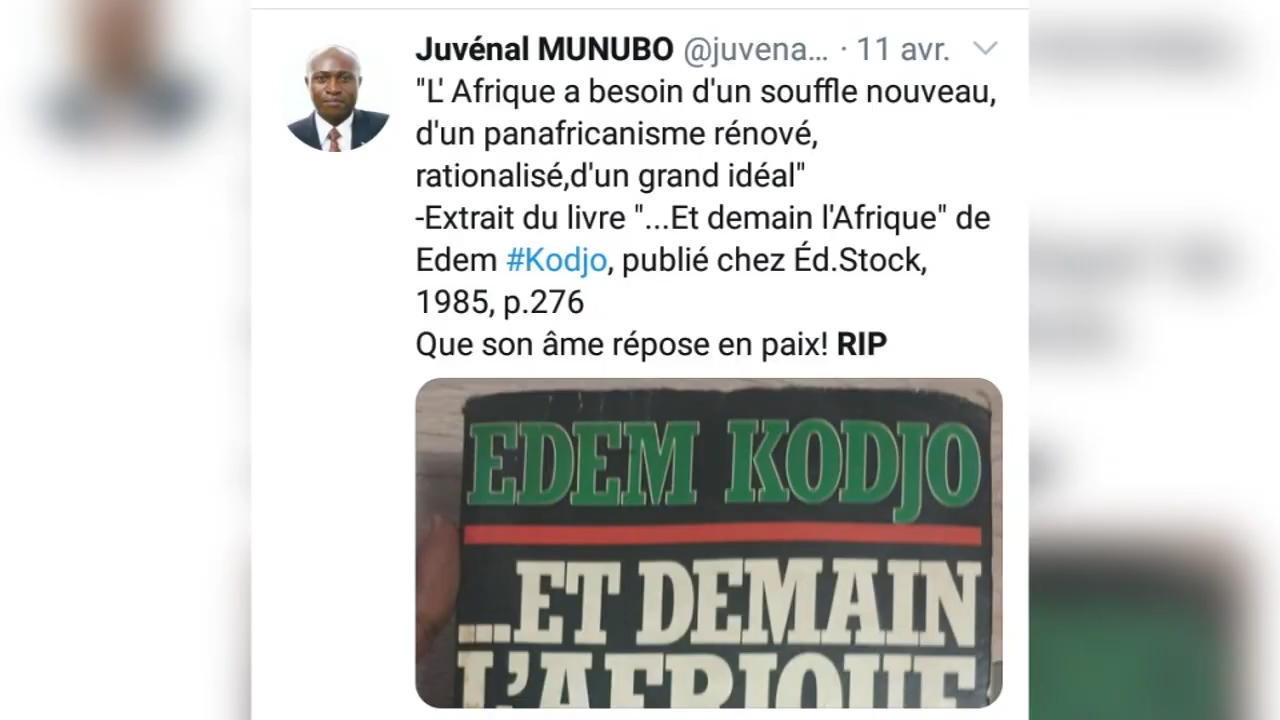 Juvénal MUNUBO @juvena... · 11 avr.
"L' Afrique a besoin d'un souffle nouveau,
d'un panafricanisme rénové,
rationalisé,d'un grand idéal"
-Extrait du livre "...Et demain l'Afrique" de
Edem #Kodjo, publié chez Éd.Stock,
1985, p.276
Que son âme répose en paix! RIP
EDEM KODJO
...ET DEMAIN
L'AFRIQUE